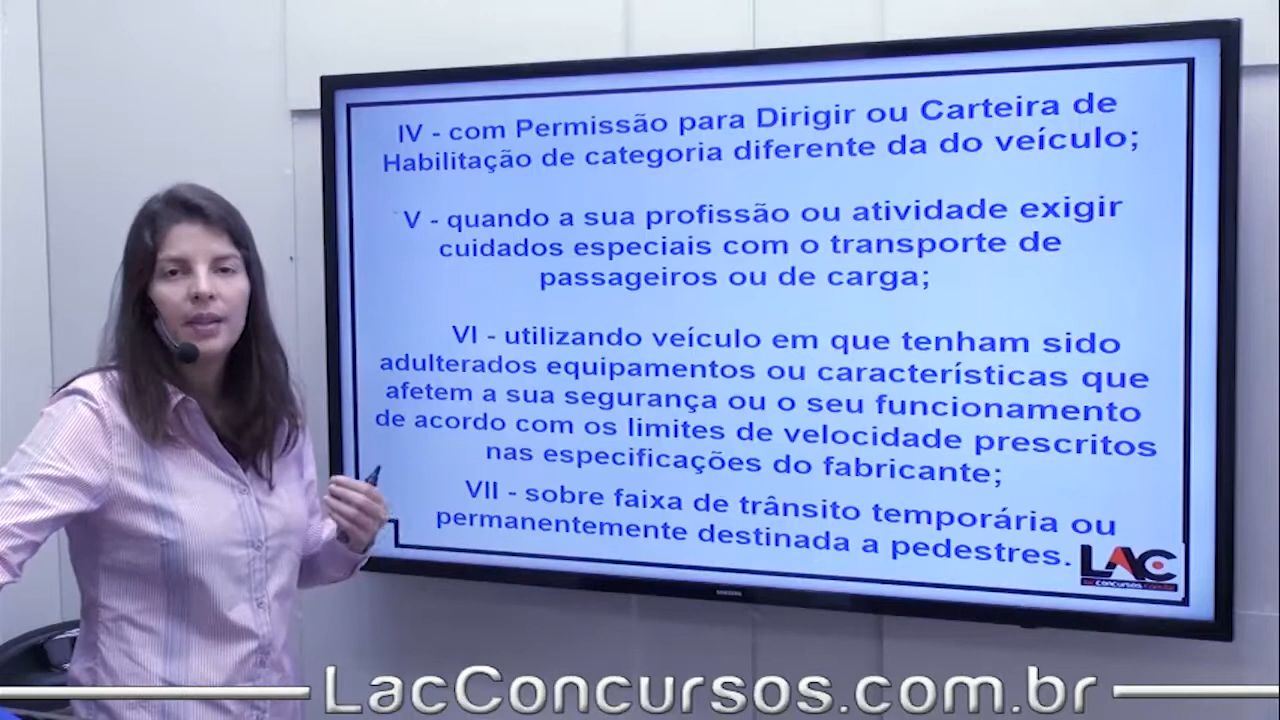 IV - com Permissão para Dirigir ou Carteira de
Habilitação de categoria diferente da do veículo;
V - quando a sua profissão ou atividade exigir
cuidados especiais com o transporte de
passageiros ou de carga;
VI - utilizando veículo em que tenham sido
adulterados equipamentos ou características que
afetem a sua segurança ou o seu funcionamento
de acordo com os limites de velocidade prescritos
nas especificações do fabricante;
VII - sobre faixa de trânsito temporária ou
permanentemente destinada a pedestres.
LAC
SAMSUNG
LacConcursos.com.br